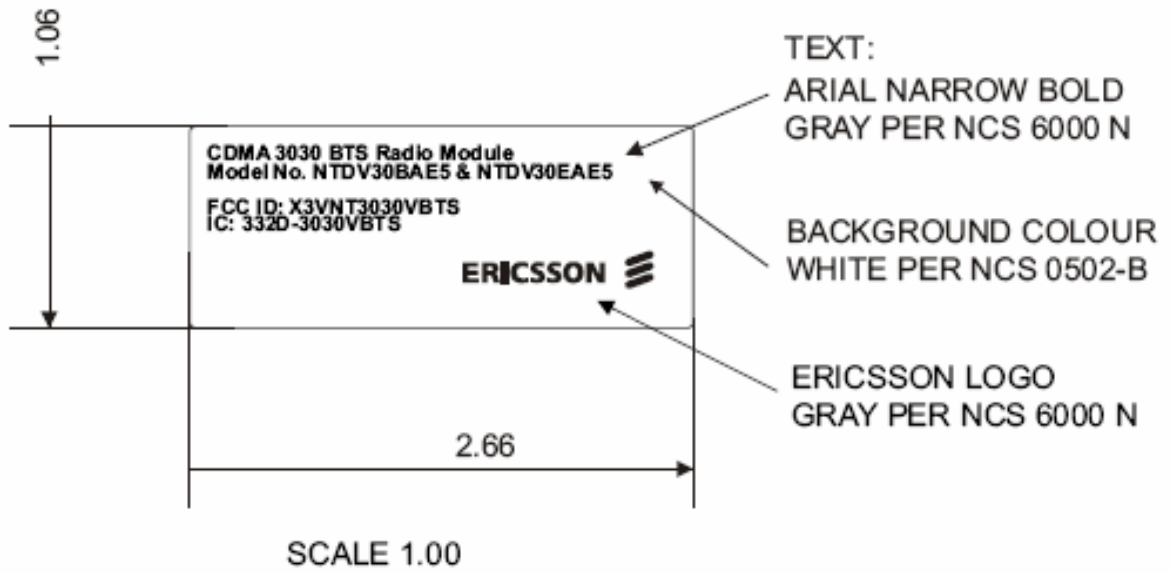 1.06
TEXT:
ARIAL NARROW BOLD
GRAY PER NCS 6000 N
CDMA 3030 BTS Radio Module
Model No. NTDV30BAE5 & NTDV30EAE5
FCC ID: X3VNT3030VBTS
IC: 332D-3030VBTS
BACKGROUND COLOUR
WHITE PER NCS 0502-B
ERICSSON
ERICSSON LOGO
GRAY PER NCS 6000 N
2.66
SCALE 1.00